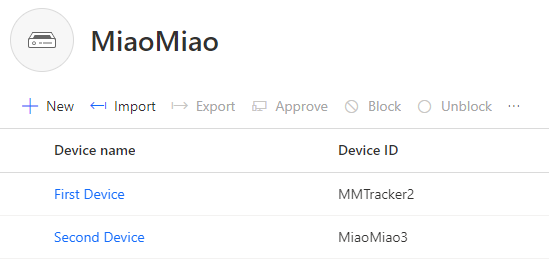 MiaoMiao
New Import Export Approve Block Unblock ...
Device name Device ID
First Device MMTracker2
Second Device MiaoMiao3